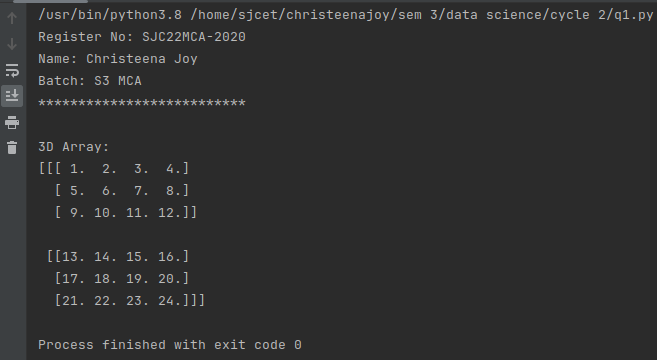 /usr/bin/python3.8 /home/sjcet/christeenajoy/sem 3/data science/cycle 2/q1.py
Register No: SJC22MCA-2020
Name: Christeena Joy
Batch: S3 MCA
**************************
3D Array:
[[[ 1.  2.  3.  4.]
  [ 5.  6.  7.  8.]
  [ 9. 10. 11. 12.]]
 [[13. 14. 15. 16.]
  [17. 18. 19. 20.]
  [21. 22. 23. 24.]]]
Process finished with exit code 0